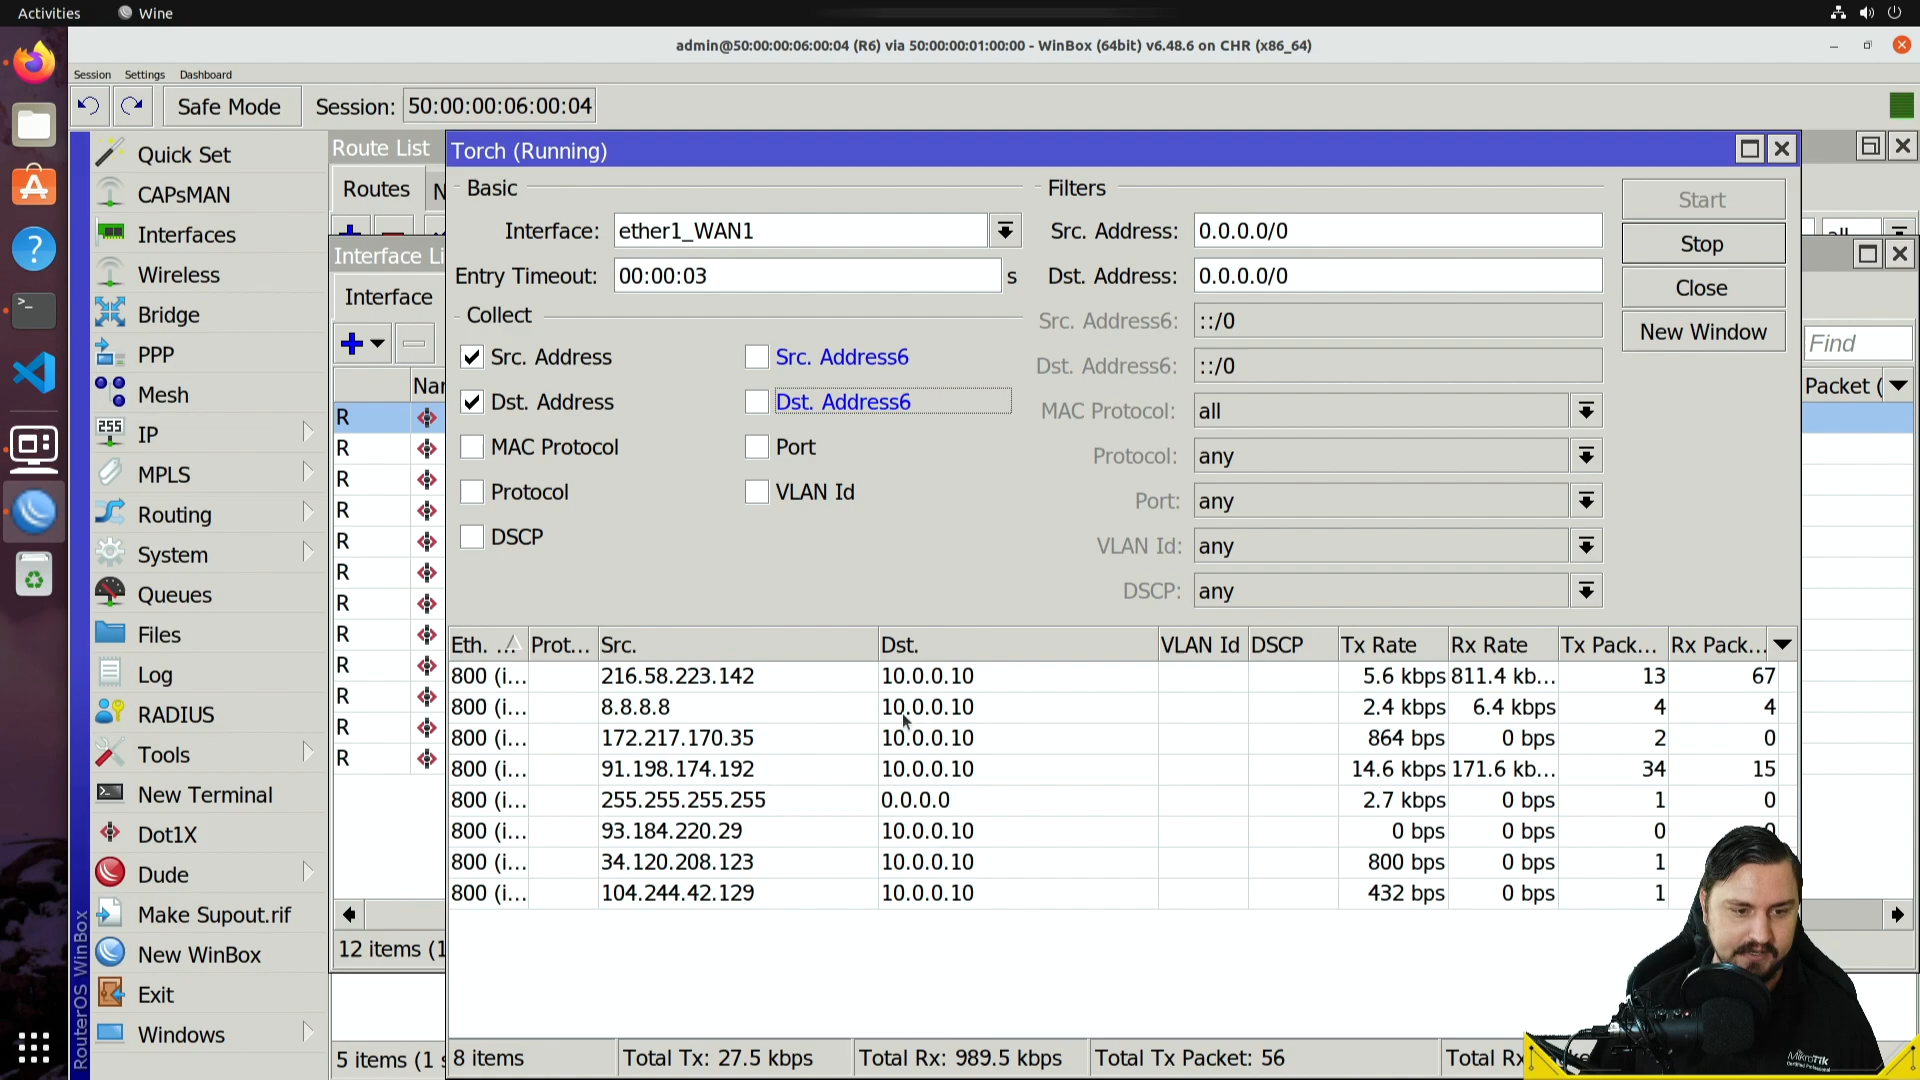 Activities
Wine
admin@50:00:00:06:00:04 (R6) via 50:00:00:01:00:00 - WinBox (64bit) v6.48.6 on CHR (x86_64)
Session Settings Dashboard
Safe Mode
Session: 50:00:00:06:00:04
Quick Set
CAPsMAN
Interfaces
Wireless
Bridge
PPP
Mesh
IP
MPLS
Routing
System
Queues
Files
Log
RADIUS
Tools
New Terminal
Dot1X
Dude
Make Supout.rif
New WinBox
Exit
Windows
RouterOS WinBox
Route List
Routes
N
all
Interface Li
Interface
Find
Nar
Packet (
R
R
R
R
R
R
R
R
R
R
R
R
12 items (1
5 items (1 s
Torch (Running)
Basic
Interface: ether1_WAN1
Entry Timeout: 00:00:03 s
Collect
Src. Address
Src. Address6
Dst. Address
Dst. Address6
MAC Protocol
Port
Protocol
VLAN Id
DSCP
Filters
Src. Address: 0.0.0.0/0
Dst. Address: 0.0.0.0/0
Src. Address6: ::/0
Dst. Address6: ::/0
MAC Protocol: all
Protocol: any
Port: any
VLAN Id: any
DSCP: any
Start
Stop
Close
New Window
Eth. ... Prot... Src. Dst. VLAN Id DSCP Tx Rate Rx Rate Tx Pack... Rx Pack...
800 (i... 216.58.223.142 10.0.0.10 5.6 kbps 811.4 kb... 13 67
800 (i... 8.8.8.8 10.0.0.10 2.4 kbps 6.4 kbps 4 4
800 (i... 172.217.170.35 10.0.0.10 864 bps 0 bps 2 0
800 (i... 91.198.174.192 10.0.0.10 14.6 kbps 171.6 kb... 34 15
800 (i... 255.255.255.255 0.0.0.0 2.7 kbps 0 bps 1 0
800 (i... 93.184.220.29 10.0.0.10 0 bps 0 bps 0 0
800 (i... 34.120.208.123 10.0.0.10 800 bps 0 bps 1
800 (i... 104.244.42.129 10.0.0.10 432 bps 0 bps 1
8 items Total Tx: 27.5 kbps Total Rx: 989.5 kbps Total Tx Packet: 56 Total Rx
MikroTik